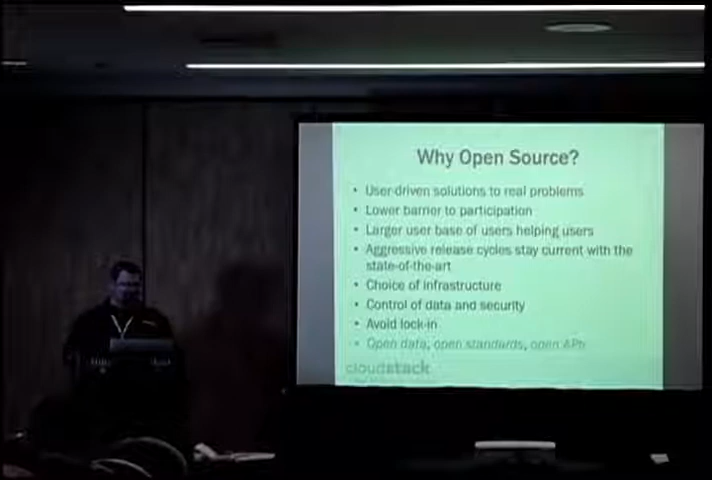 Why Open Source?
• User-driven solutions to real problems
• Lower barrier to participation
• Larger user base of users helping users
• Aggressive release cycles stay current with the
state-of-the-art
• Choice of infrastructure
• Control of data and security
• Avoid lock-in
• Open data, open standards, open APIs
cloudstack